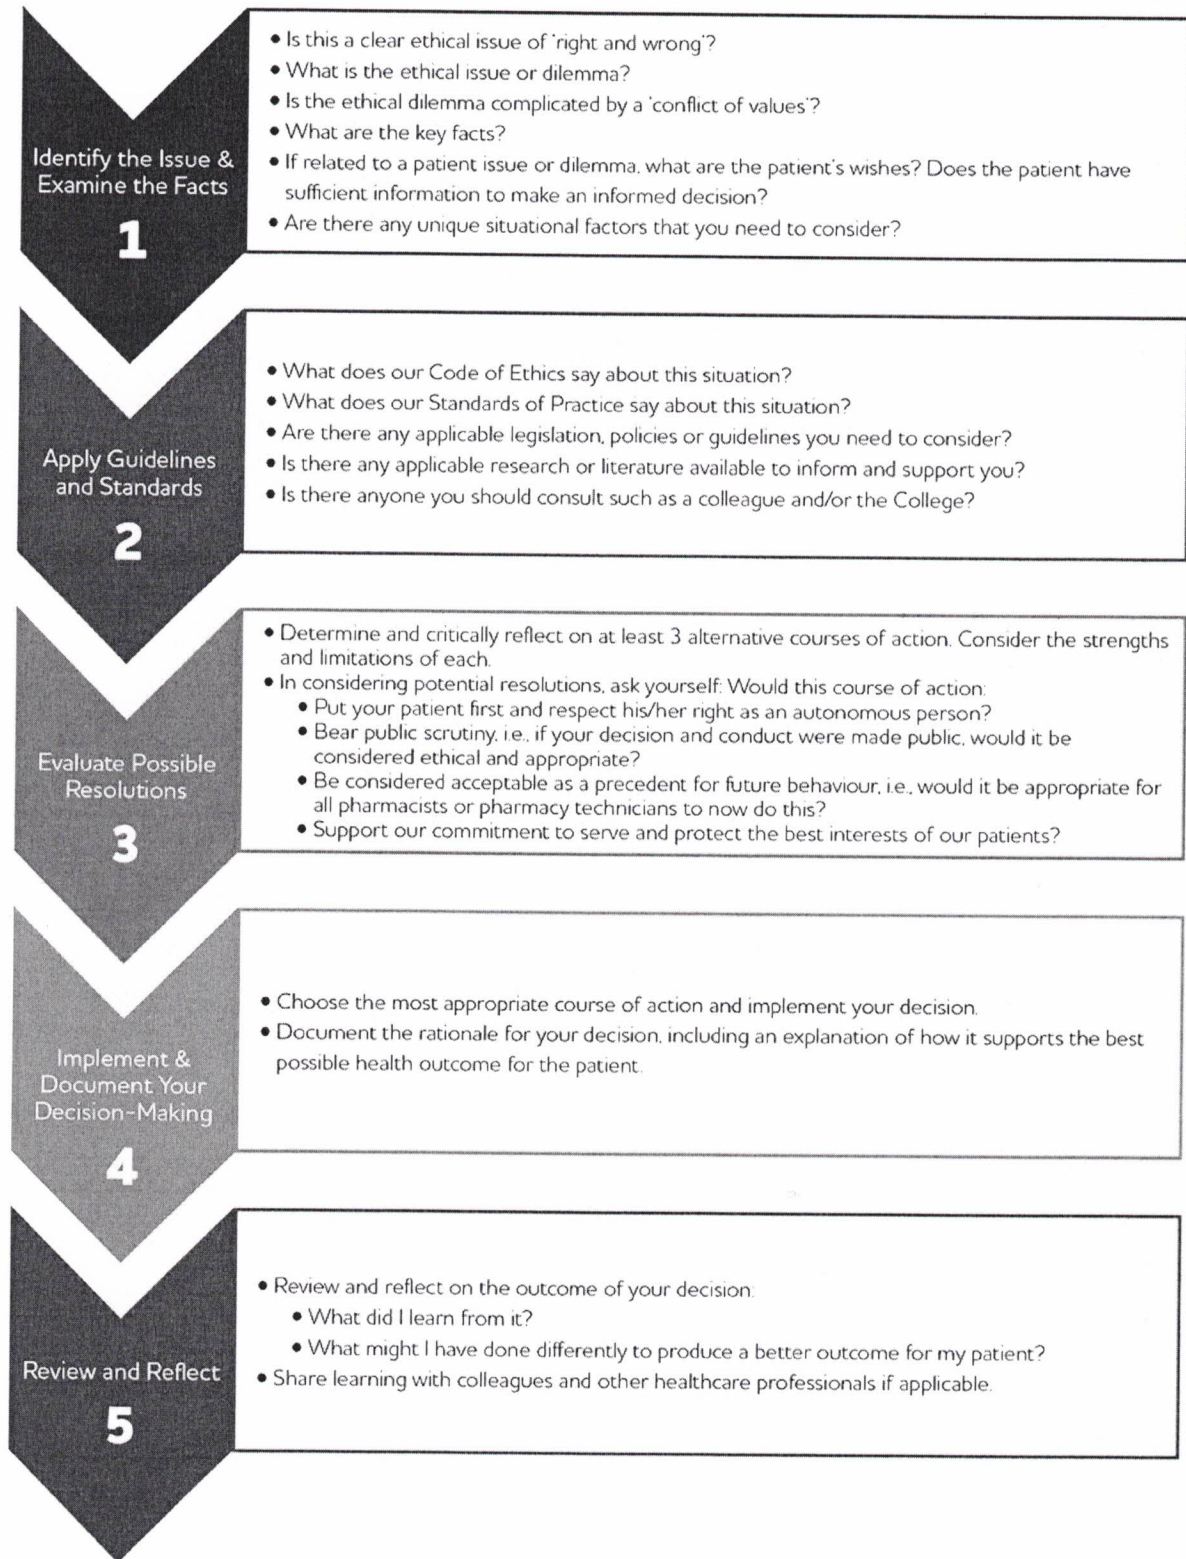 Identify the Issue &
Examine the Facts
1
• Is this a clear ethical issue of 'right and wrong'?
• What is the ethical issue or dilemma?
• Is the ethical dilemma complicated by a 'conflict of values'?
• What are the key facts?
• If related to a patient issue or dilemma, what are the patient's wishes? Does the patient have
sufficient information to make an informed decision?
• Are there any unique situational factors that you need to consider?
Apply Guidelines
and Standards
2
• What does our Code of Ethics say about this situation?
• What does our Standards of Practice say about this situation?
• Are there any applicable legislation, policies or guidelines you need to consider?
• Is there any applicable research or literature available to inform and support you?
• Is there anyone you should consult such as a colleague and/or the College?
Evaluate Possible
Resolutions
3
• Determine and critically reflect on at least 3 alternative courses of action. Consider the strengths
and limitations of each.
• In considering potential resolutions, ask yourself: Would this course of action:
• Put your patient first and respect his/her right as an autonomous person?
• Bear public scrutiny, i.e., if your decision and conduct were made public, would it be
considered ethical and appropriate?
• Be considered acceptable as a precedent for future behaviour, i.e., would it be appropriate for
all pharmacists or pharmacy technicians to now do this?
• Support our commitment to serve and protect the best interests of our patients?
Implement &
Document Your
Decision-Making
4
• Choose the most appropriate course of action and implement your decision.
• Document the rationale for your decision, including an explanation of how it supports the best
possible health outcome for the patient.
Review and Reflect
5
• Review and reflect on the outcome of your decision:
• What did I learn from it?
• What might I have done differently to produce a better outcome for my patient?
• Share learning with colleagues and other healthcare professionals if applicable.